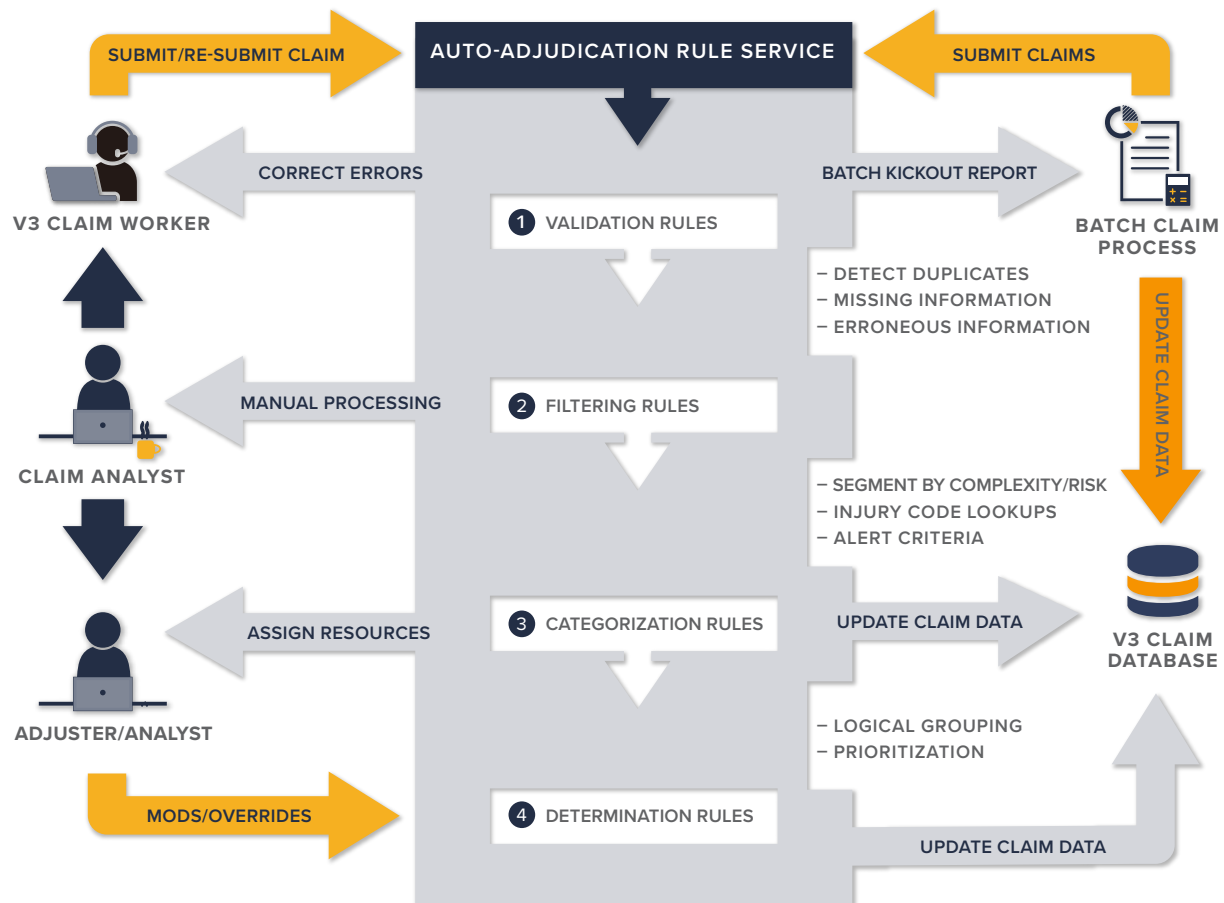 SUBMIT/RE-SUBMIT CLAIM
AUTO-ADJUDICATION RULE SERVICE
SUBMIT CLAIMS
CORRECT ERRORS
BATCH KICKOUT REPORT
V3 CLAIM WORKER
1 VALIDATION RULES
BATCH CLAIM
PROCESS
– DETECT DUPLICATES
– MISSING INFORMATION
– ERRONEOUS INFORMATION
UPDATE CLAIM DATA
MANUAL PROCESSING
2 FILTERING RULES
CLAIM ANALYST
– SEGMENT BY COMPLEXITY/RISK
– INJURY CODE LOOKUPS
– ALERT CRITERIA
ASSIGN RESOURCES
3 CATEGORIZATION RULES
UPDATE CLAIM DATA
V3 CLAIM
DATABASE
ADJUSTER/ANALYST
– LOGICAL GROUPING
– PRIORITIZATION
MODS/OVERRIDES
4 DETERMINATION RULES
UPDATE CLAIM DATA